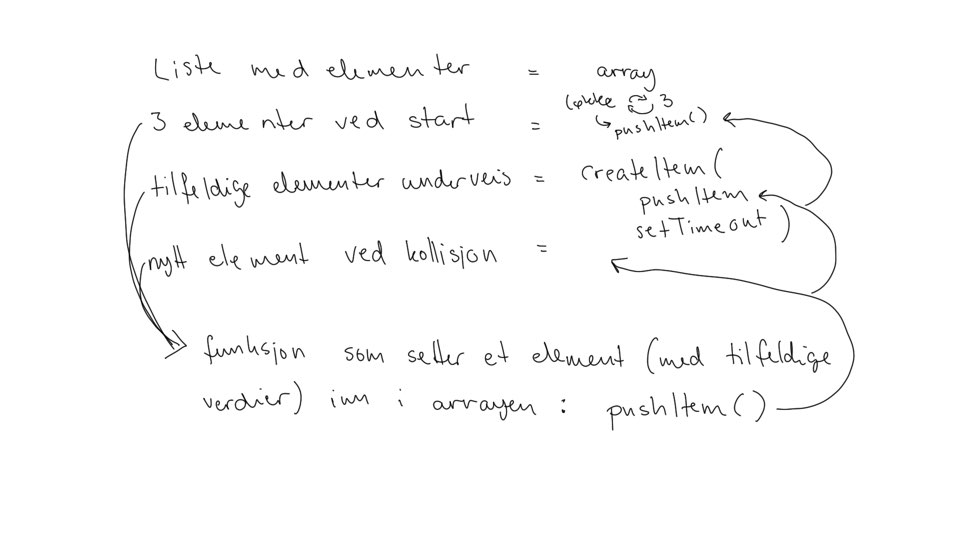 Liste med elementer = array
løkke 3
3 elementer ved start = pushItem()
tilfeldige elementer underveis = createItem(
pushItem
setTimeout)
nytt element ved kollisjon =
funksjon som setter et element (med tilfeldige
verdier) inn i arrayen : pushItem()